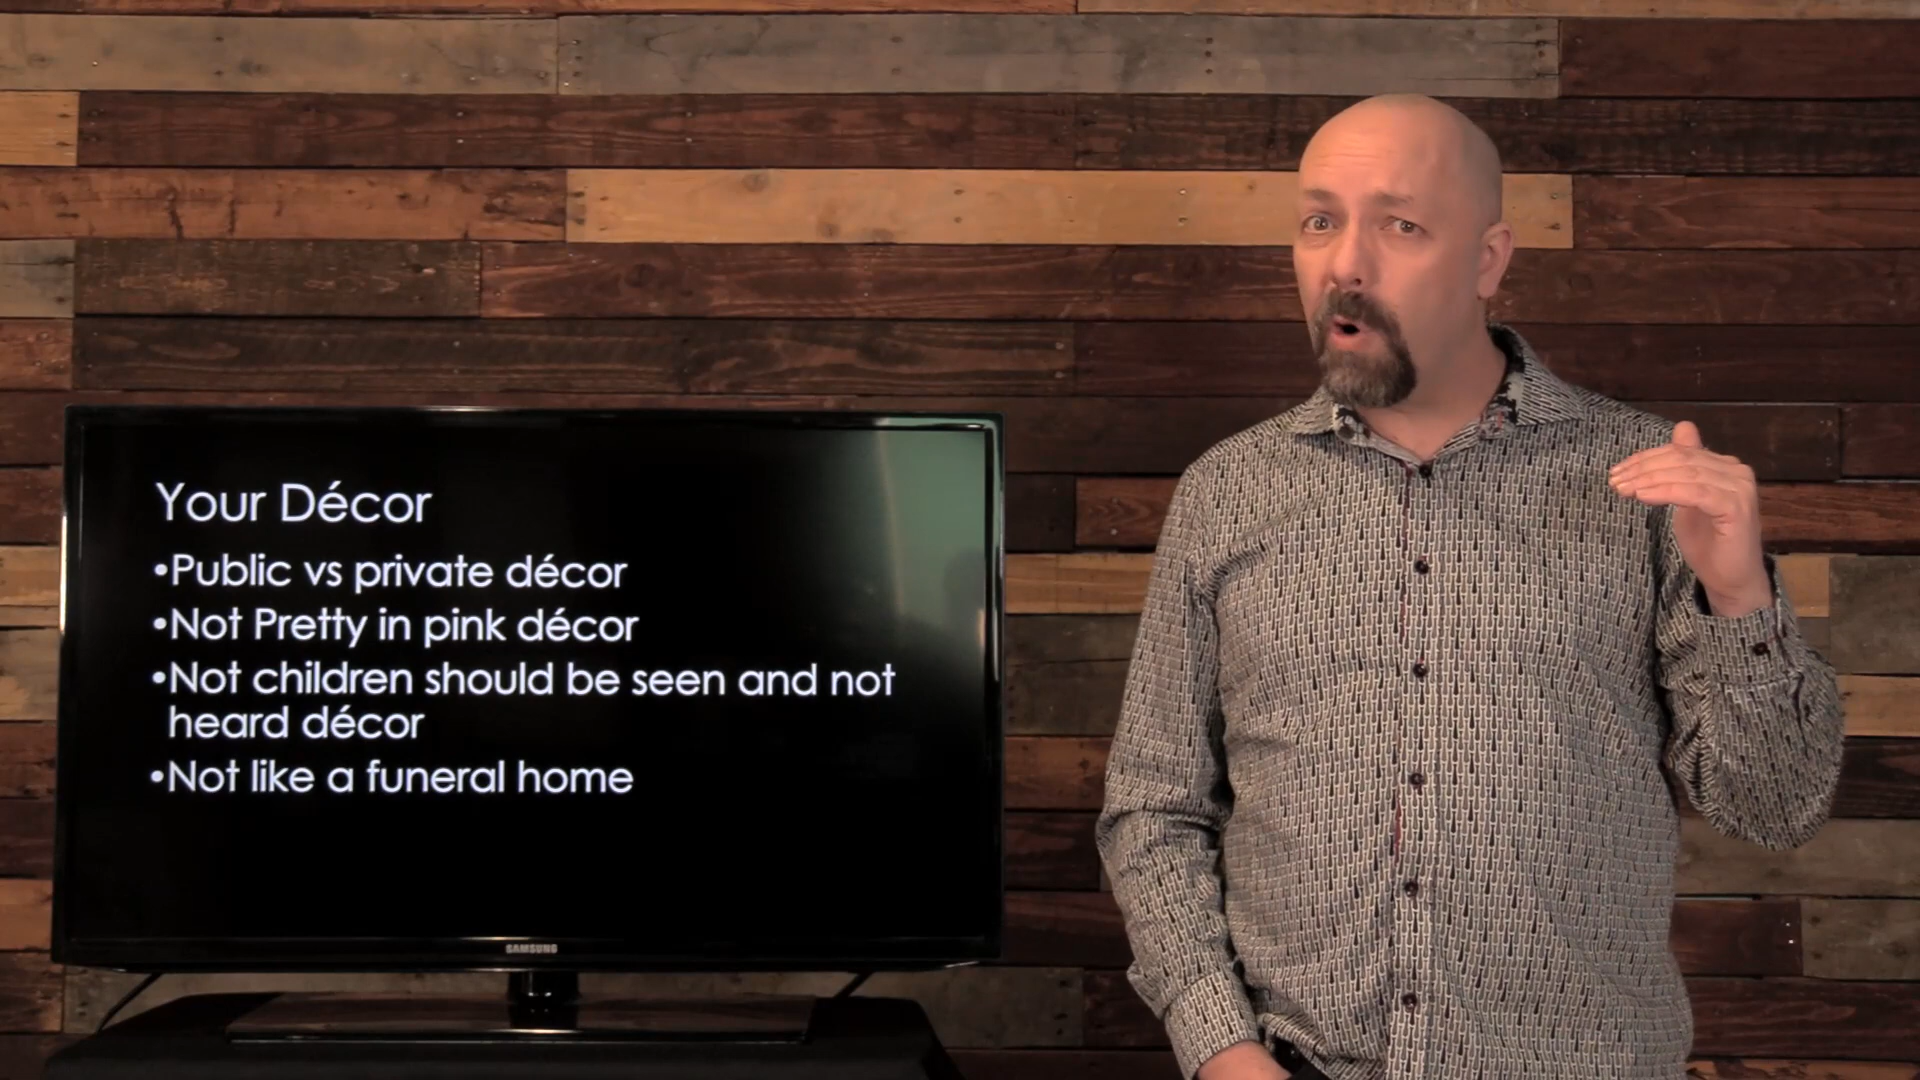 Your Décor
•Public vs private décor
•Not Pretty in pink décor
•Not children should be seen and not
heard décor
•Not like a funeral home
SAMSUNG